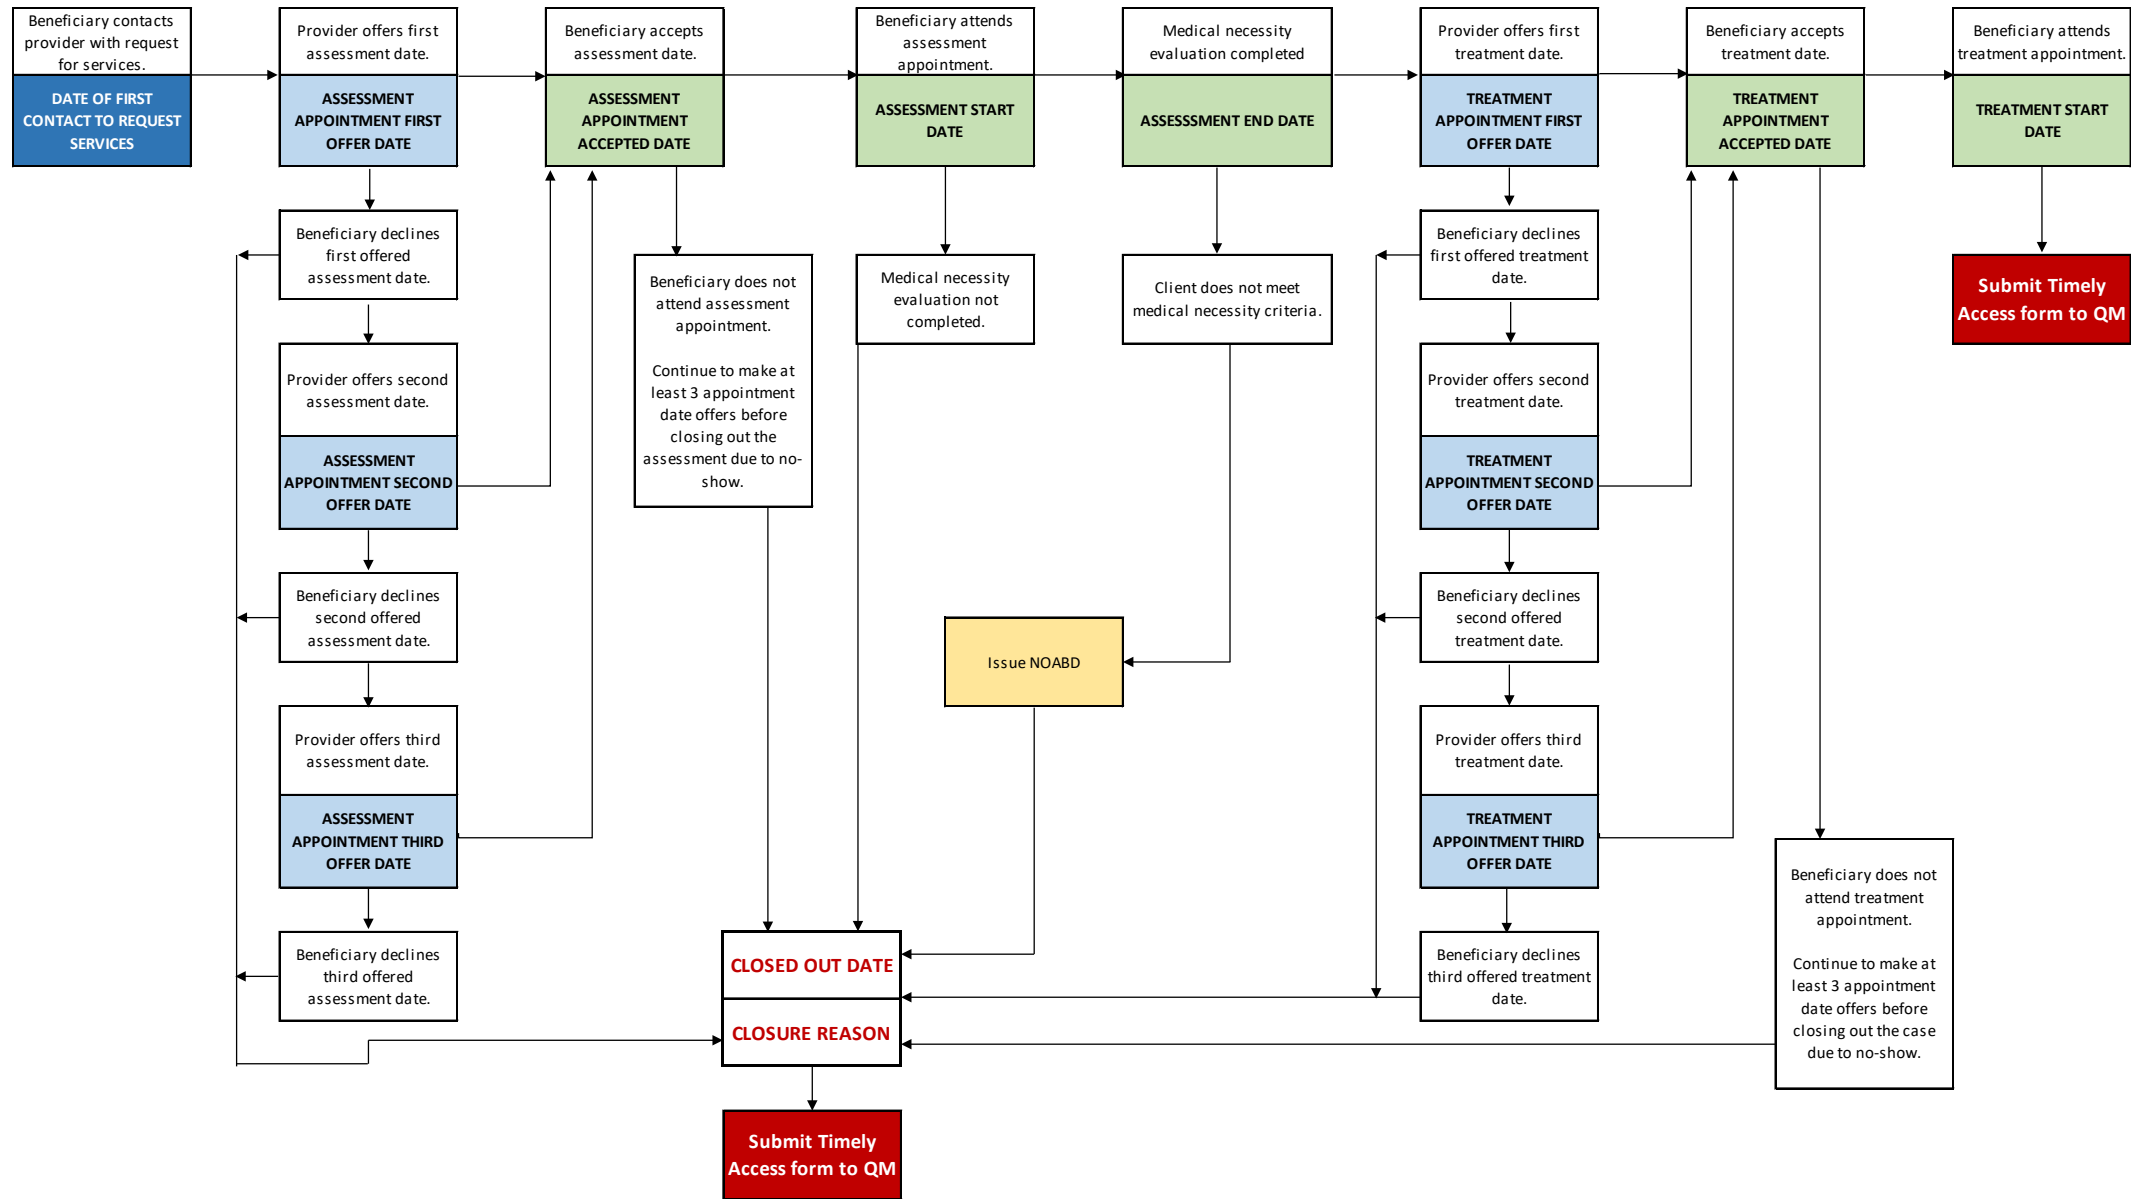 Beneficiary contacts
provider with request
for services.
DATE OF FIRST
CONTACT TO REQUEST
SERVICES
Provider offers first
assessment date.
ASSESSMENT
APPOINTMENT FIRST
OFFER DATE
Beneficiary accepts
assessment date.
ASSESSMENT
APPOINTMENT
ACCEPTED DATE
Beneficiary attends
assessment
appointment.
ASSESSMENT START
DATE
Medical necessity
evaluation completed
ASSESSSMENT END DATE
Provider offers first
treatment date.
TREATMENT
APPOINTMENT FIRST
OFFER DATE
Beneficiary accepts
treatment date.
TREATMENT
APPOINTMENT
ACCEPTED DATE
Beneficiary attends
treatment appointment.
TREATMENT START
DATE
Beneficiary declines
first offered
assessment date.
Beneficiary does not
attend assessment
appointment.
Continue to make at
least 3 appointment
date offers before
closing out the
assessment due to no-
show.
Medical necessity
evaluation not
completed.
Client does not meet
medical necessity criteria.
Beneficiary declines
first offered treatment
date.
Submit Timely
Access form to QM
Provider offers second
assessment date.
ASSESSMENT
APPOINTMENT SECOND
OFFER DATE
Provider offers second
treatment date.
TREATMENT
APPOINTMENT SECOND
OFFER DATE
Beneficiary declines
second offered
assessment date.
Issue NOABD
Beneficiary declines
second offered
treatment date.
Provider offers third
assessment date.
ASSESSMENT
APPOINTMENT THIRD
OFFER DATE
Provider offers third
treatment date.
TREATMENT
APPOINTMENT THIRD
OFFER DATE
Beneficiary does not
attend treatment
appointment.
Continue to make at
least 3 appointment
date offers before
closing out the case
due to no-show.
Beneficiary declines
third offered
assessment date.
CLOSED OUT DATE
CLOSURE REASON
Beneficiary declines
third offered treatment
date.
Submit Timely
Access form to QM